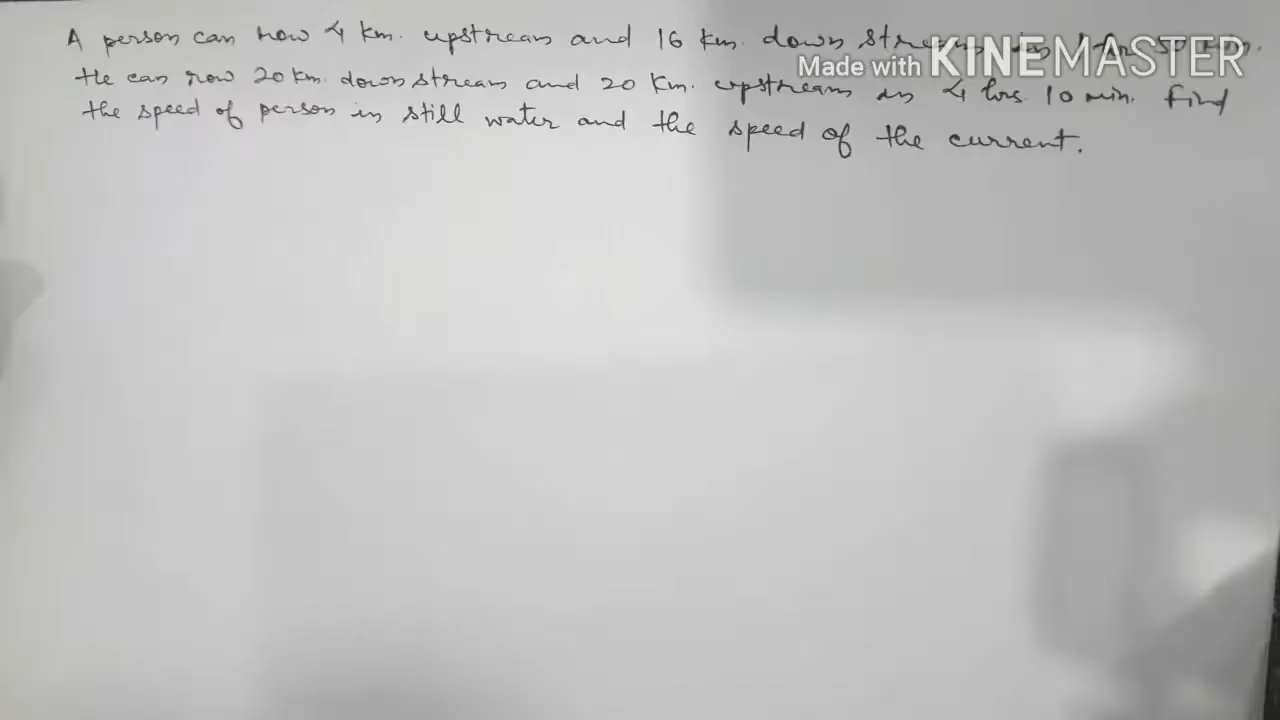 A person can row 4 km. upstream and 16 km. down stream
Made with KINEMASTER
He can row 20 km. down stream and 20 km. upstream in 4 hrs. 10 min. Find
the speed of person in still water and the speed of the current.